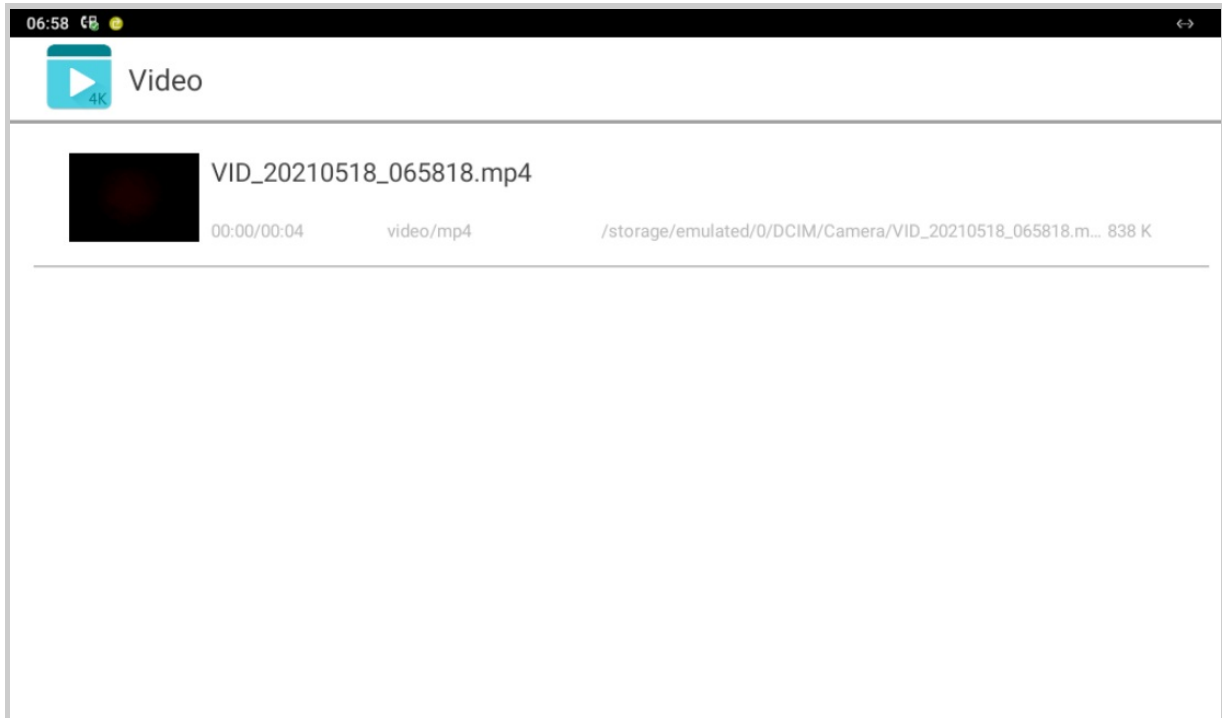 06:58
4K
Video
VID_20210518_065818.mp4
00:00/00:04 video/mp4 /storage/emulated/0/DCIM/Camera/VID_20210518_065818.m... 838 K